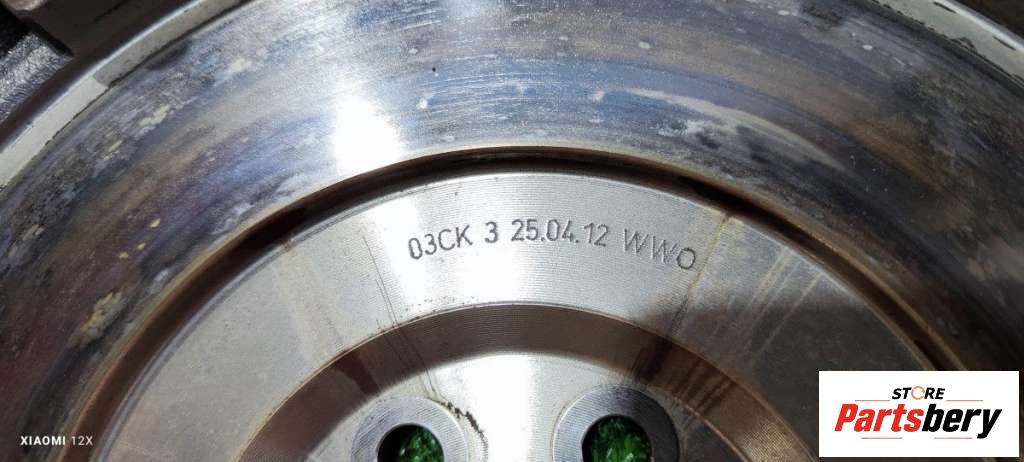 03CK 3 25.04.12 WWO
XIAOMI 12X
STORE
Partsbery